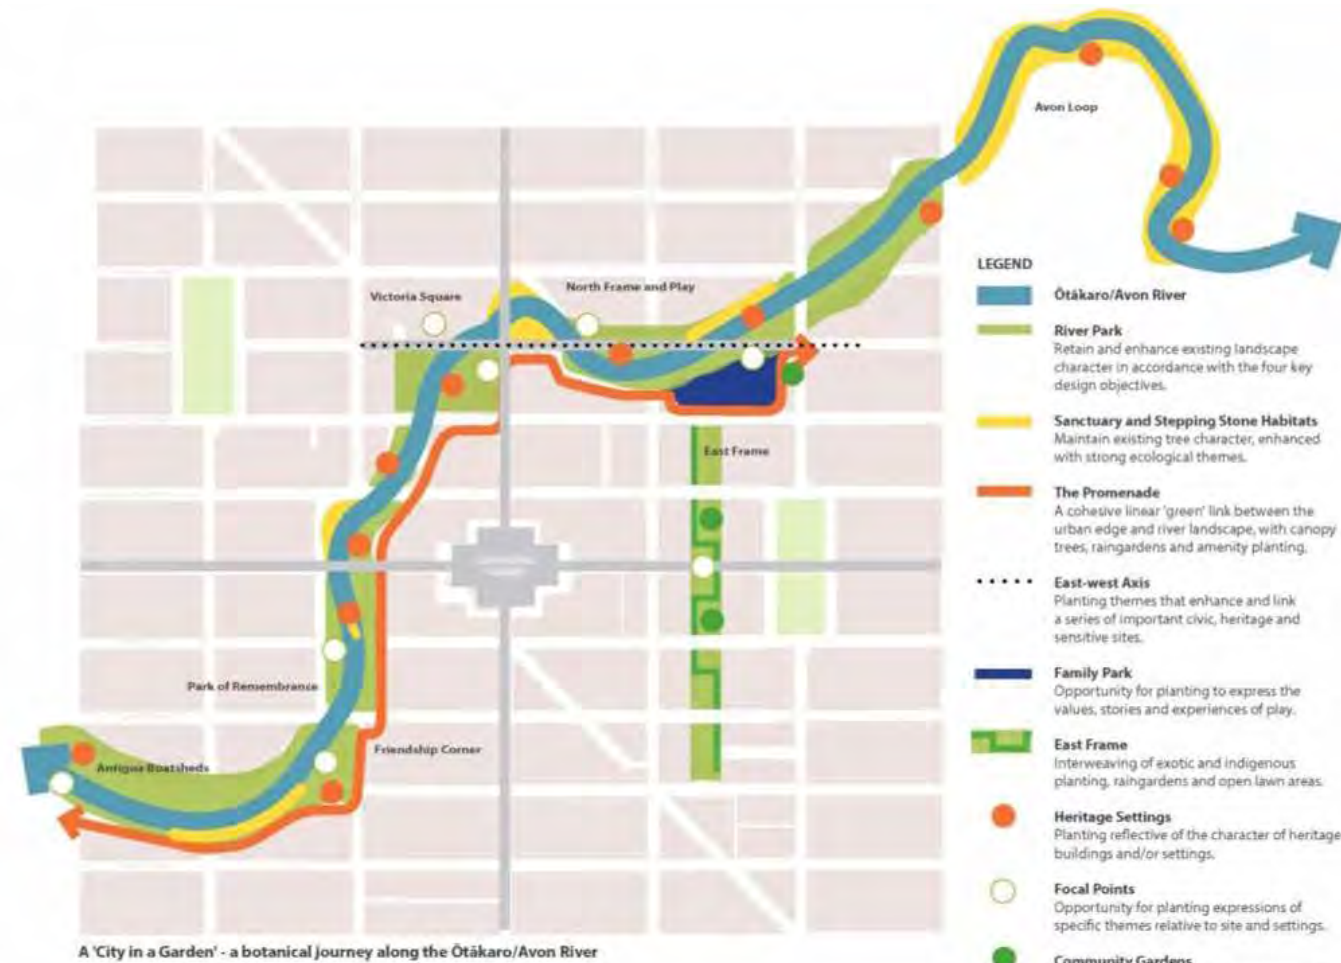 Avon Loop
Victoria Square
North Frame and Play
East Frame
Park of Remembrance
Friendship Corner
Antigua Boatsheds
A 'City in a Garden' - a botanical journey along the Ōtākaro/Avon River
LEGEND
Ōtākaro/Avon River
River Park
Retain and enhance existing landscape
character in accordance with the four key
design objectives.
Sanctuary and Stepping Stone Habitats
Maintain existing tree character, enhanced
with strong ecological themes.
The Promenade
A cohesive linear 'green' link between the
urban edge and river landscape, with canopy
trees, raingardens and amenity planting.
East-west Axis
Planting themes that enhance and link
a series of important civic, heritage and
sensitive sites.
Family Park
Opportunity for planting to express the
values, stories and experiences of play.
East Frame
Interweaving of exotic and indigenous
planting, raingardens and open lawn areas.
Heritage Settings
Planting reflective of the character of heritage
buildings and/or settings.
Focal Points
Opportunity for planting expressions of
specific themes relative to site and settings.
Community Gardens